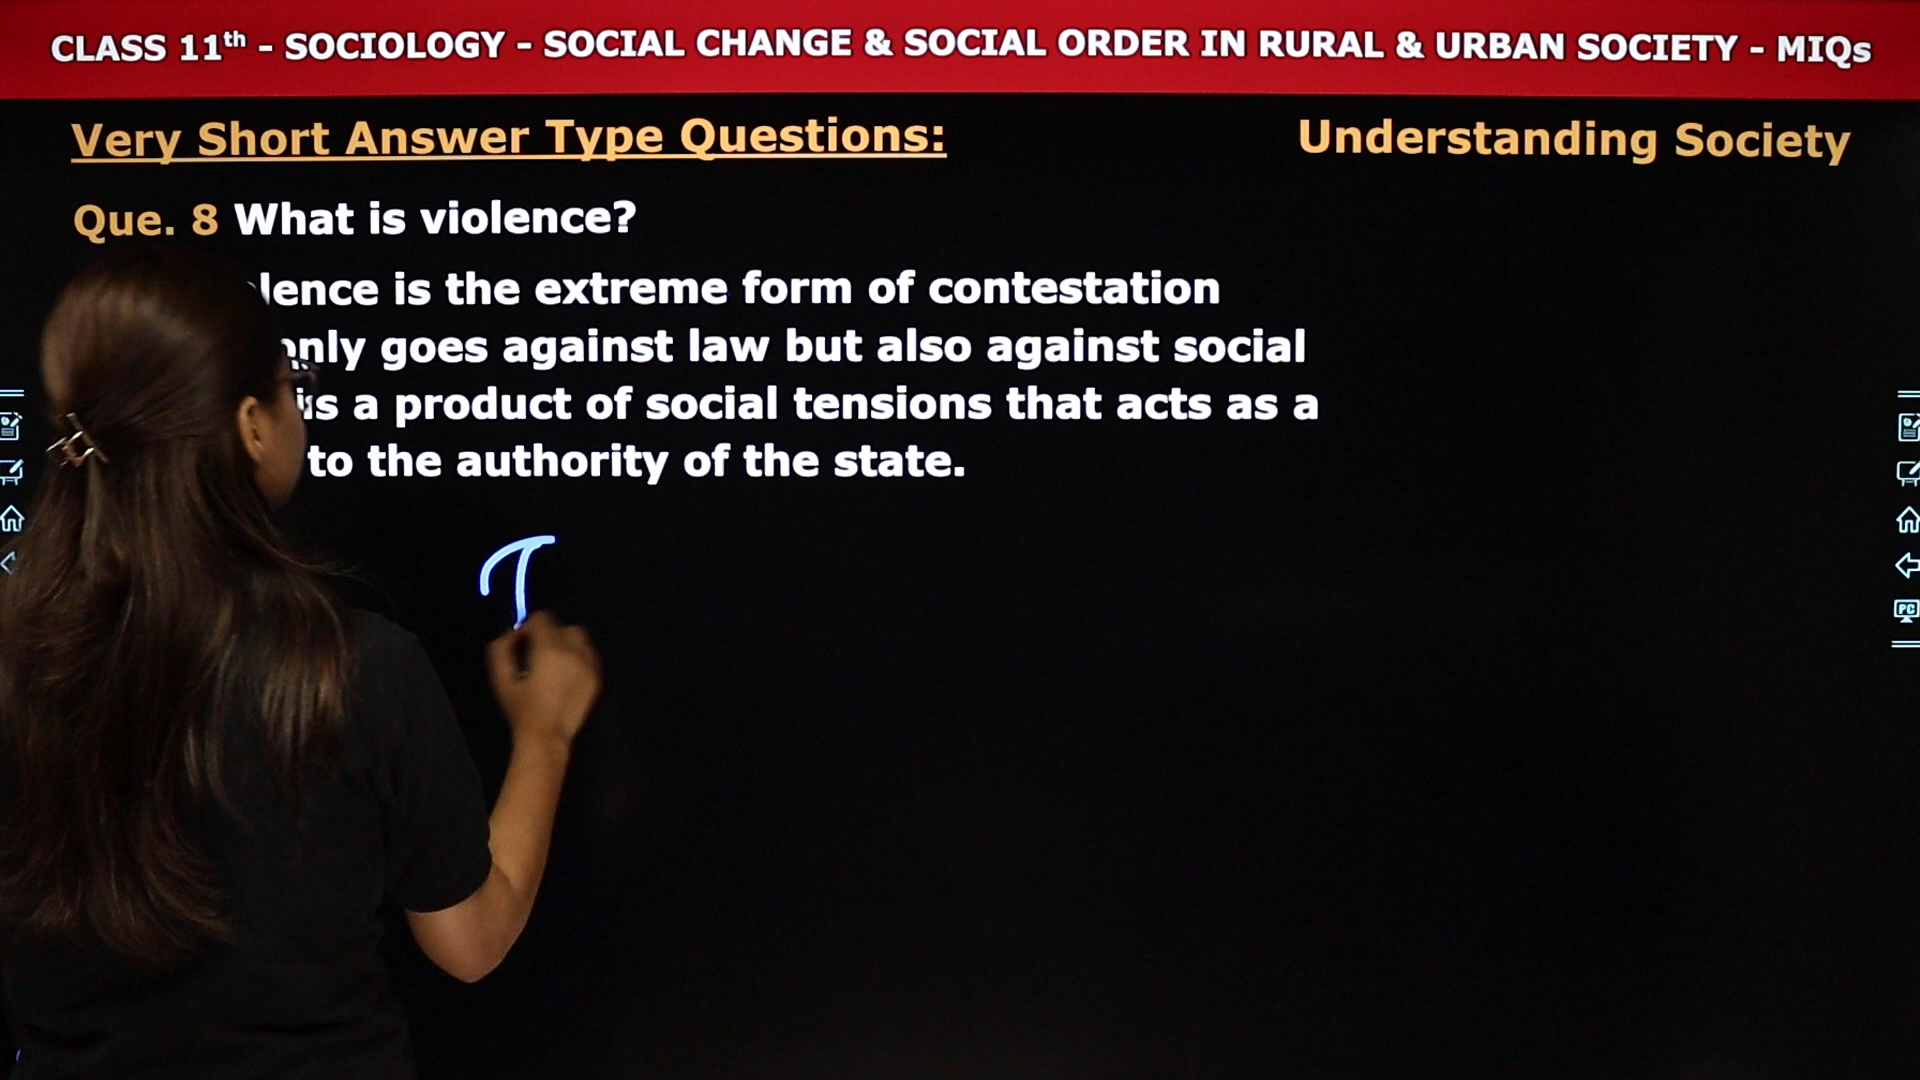 CLASS 11th - SOCIOLOGY - SOCIAL CHANGE & SOCIAL ORDER IN RURAL & URBAN SOCIETY - MIQs
Very Short Answer Type Questions:
Understanding Society
Que. 8 What is violence?
is the extreme form of contestation
goes against law but also against social
is a product of social tensions that acts as a
to the authority of the state.
T
PC